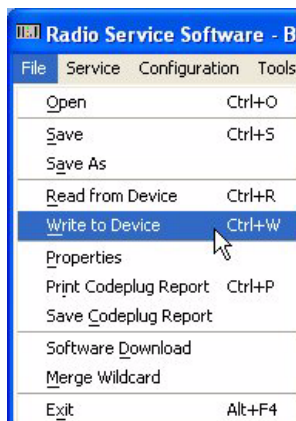 Radio Service Software - B
File Service Configuration Tools
Open Ctrl+O
Save Ctrl+S
Save As
Read from Device Ctrl+R
Write to Device Ctrl+W
Properties
Print Codeplug Report Ctrl+P
Save Codeplug Report
Software Download
Merge Wildcard
Exit Alt+F4